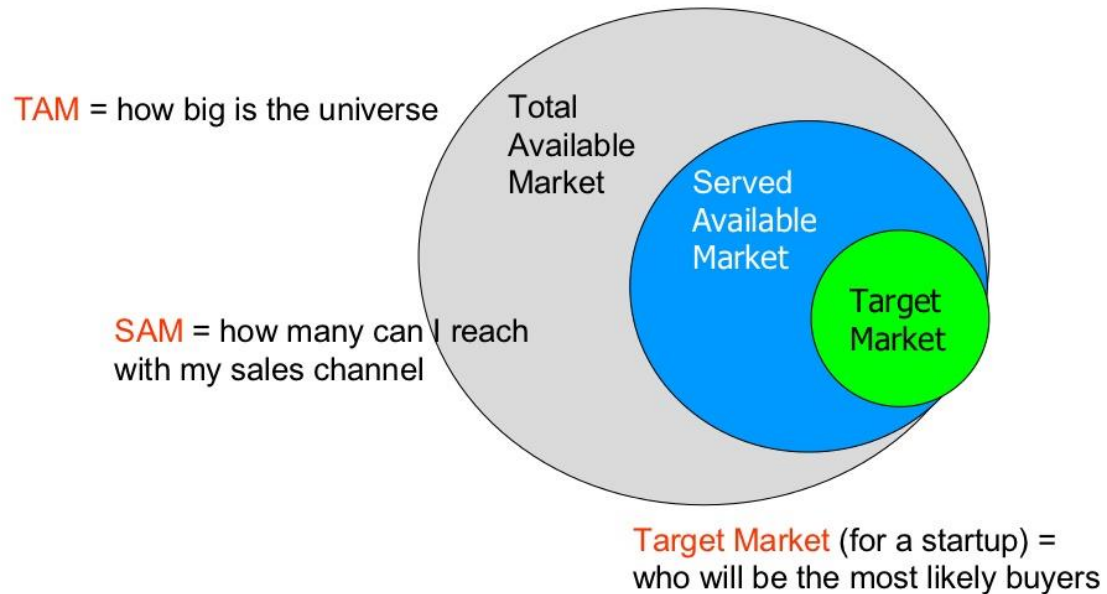 TAM = how big is the universe
Total
Available
Market
Served
Available
Market
Target
Market
SAM = how many can I reach
with my sales channel
Target Market (for a startup) =
who will be the most likely buyers